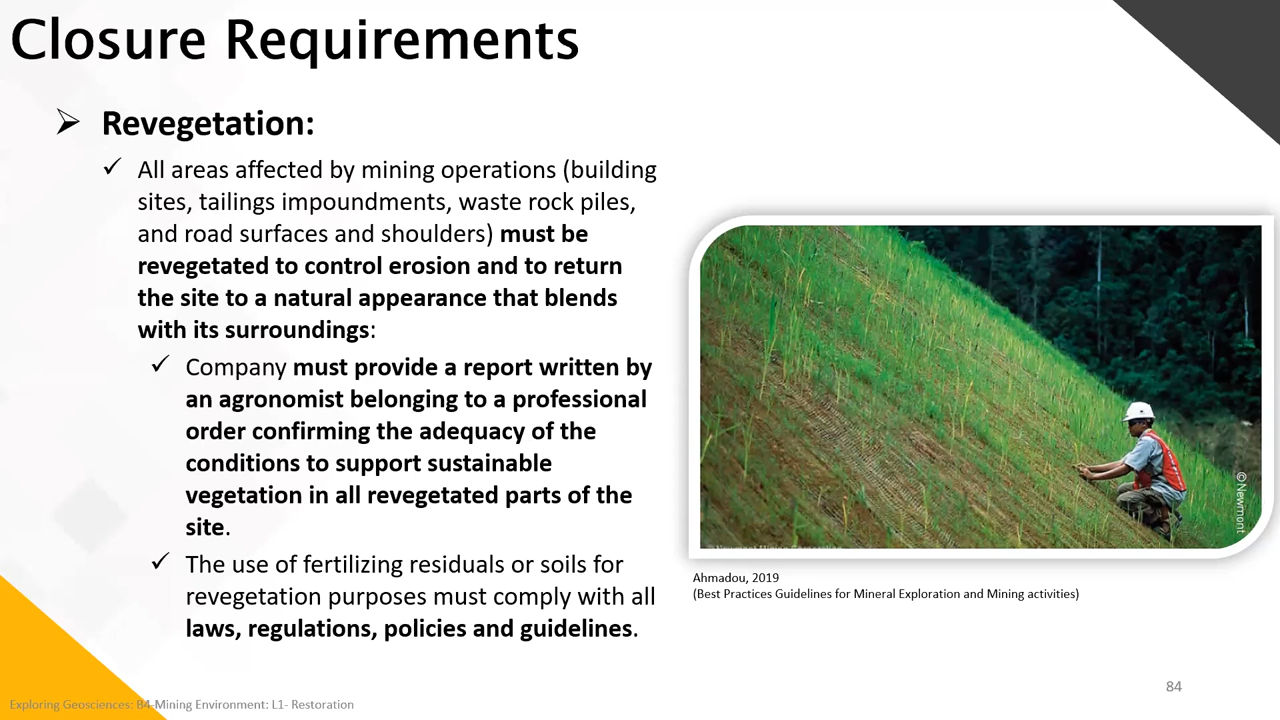 Closure Requirements
Revegetation:
All areas affected by mining operations (building
sites, tailings impoundments, waste rock piles,
and road surfaces and shoulders) must be
revegetated to control erosion and to return
the site to a natural appearance that blends
with its surroundings:
Company must provide a report written by
an agronomist belonging to a professional
order confirming the adequacy of the
conditions to support sustainable
vegetation in all revegetated parts of the
site.
The use of fertilizing residuals or soils for
revegetation purposes must comply with all
laws, regulations, policies and guidelines.
© Newmont
Ahmadou, 2019
(Best Practices Guidelines for Mineral Exploration and Mining activities)
84
Exploring Geosciences: B4-Mining Environment: L1- Restoration